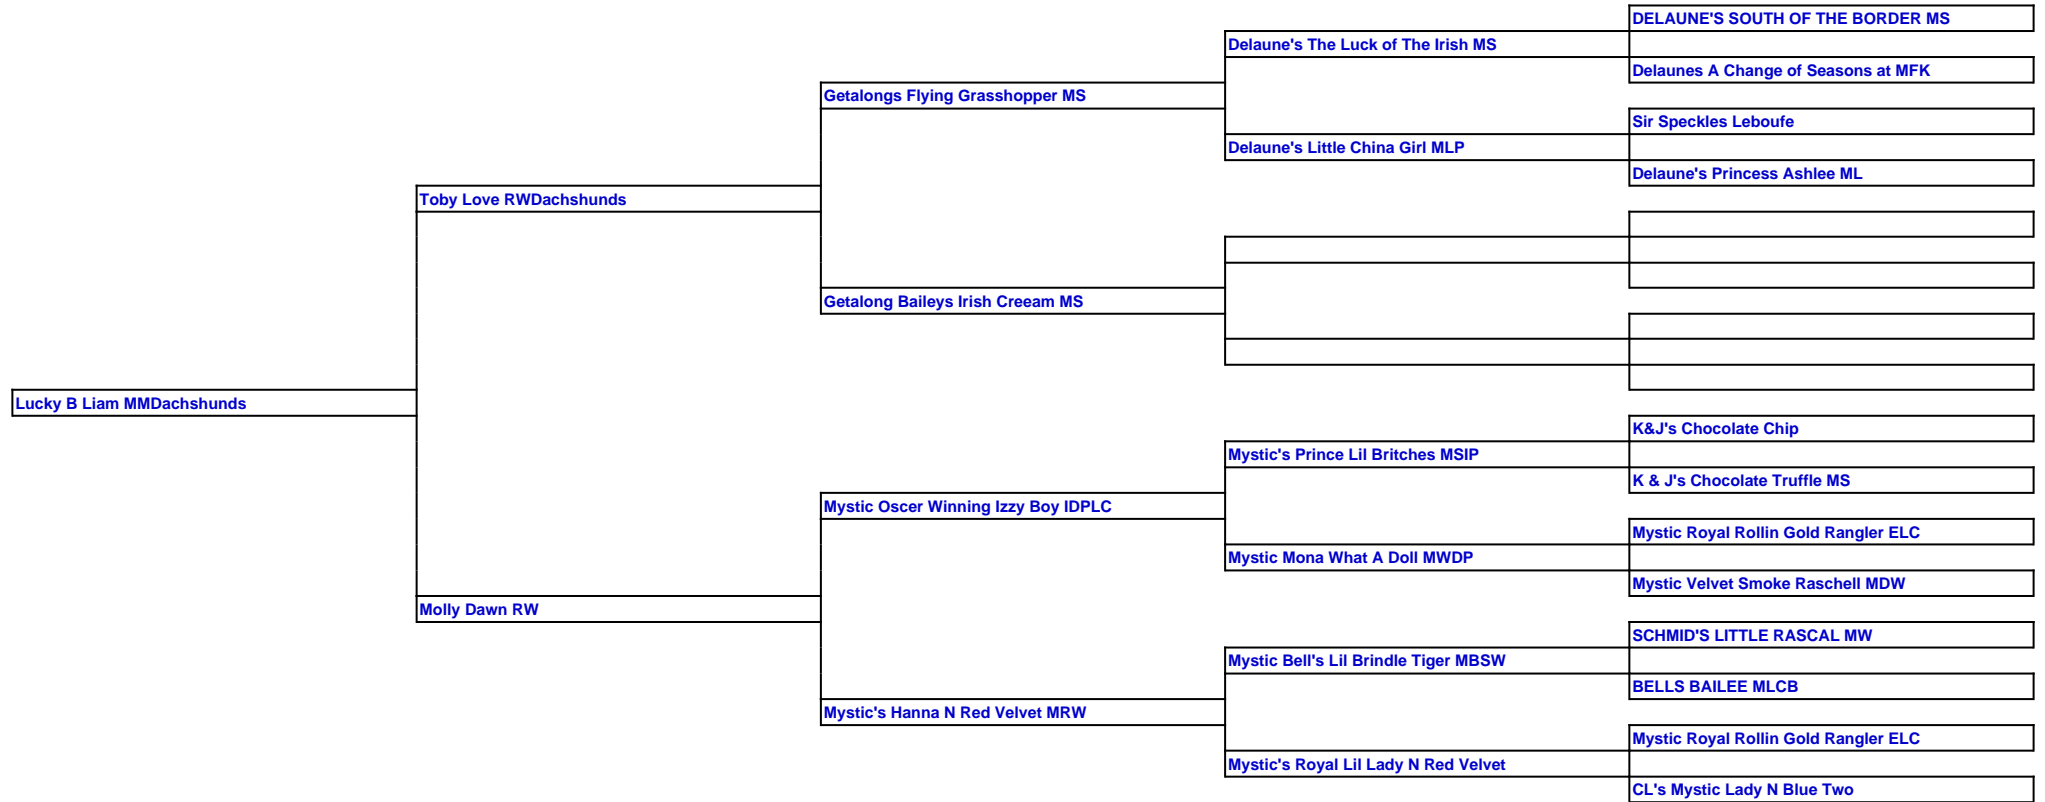 DELAUNE'S SOUTH OF THE BORDER MS
Delaune's The Luck of The Irish MS
Delaunes A Change of Seasons at MFK
Getalongs Flying Grasshopper MS
Sir Speckles Leboufe
Delaune's Little China Girl MLP
Delaune's Princess Ashlee ML
Toby Love RWDachshunds
Getalong Baileys Irish Creeam MS
Lucky B Liam MMDachshunds
K&J's Chocolate Chip
Mystic's Prince Lil Britches MSIP
K & J's Chocolate Truffle MS
Mystic Oscer Winning Izzy Boy IDPLC
Mystic Royal Rollin Gold Rangler ELC
Mystic Mona What A Doll MWDP
Mystic Velvet Smoke Raschell MDW
Molly Dawn RW
SCHMID'S LITTLE RASCAL MW
Mystic Bell's Lil Brindle Tiger MBSW
BELLS BAILEE MLCB
Mystic's Hanna N Red Velvet MRW
Mystic Royal Rollin Gold Rangler ELC
Mystic's Royal Lil Lady N Red Velvet
CL's Mystic Lady N Blue Two